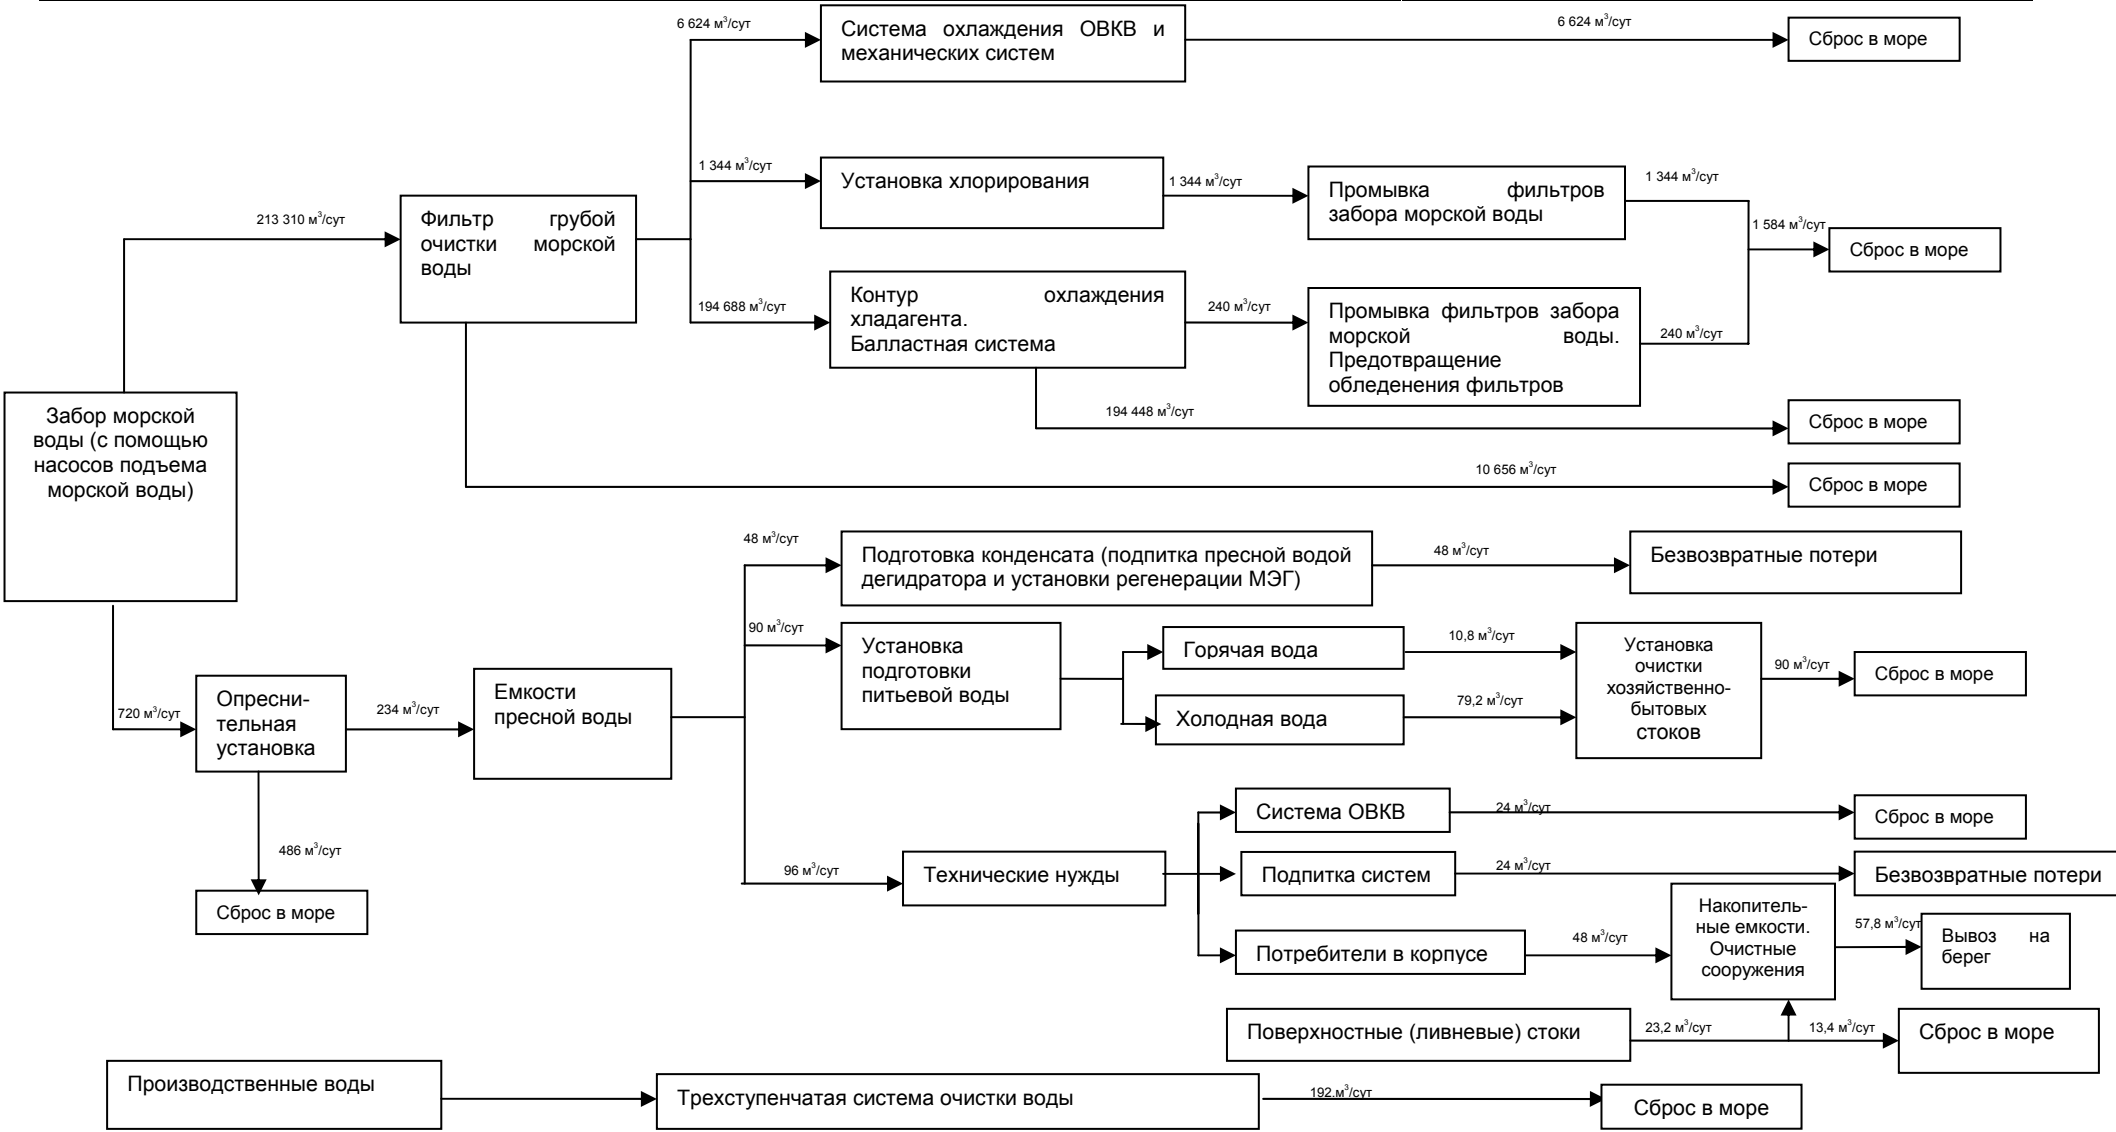 6 624 м³/сут
Система охлаждения ОВКВ и
механических систем
6 624 м³/сут
Сброс в море
1 344 м³/сут
Установка хлорирования
1 344 м³/сут
Промывка фильтров
забора морской воды
1 344 м³/сут
213 310 м³/сут
Фильтр грубой
очистки морской
воды
1 584 м³/сут
Сброс в море
194 688 м³/сут
Контур охлаждения
хладагента.
Балластная система
240 м³/сут
Промывка фильтров забора
морской воды.
Предотвращение
обледенения фильтров
240 м³/сут
194 448 м³/сут
Сброс в море
Забор морской
воды (с помощью
насосов подъема
морской воды)
10 656 м³/сут
Сброс в море
48 м³/сут
Подготовка конденсата (подпитка пресной водой
дегидратора и установки регенерации МЭГ)
48 м³/сут
Безвозвратные потери
90 м³/сут
Установка
подготовки
питьевой воды
Горячая вода
10,8 м³/сут
Холодная вода
79,2 м³/сут
Установка
очистки
хозяйственно-
бытовых
стоков
90 м³/сут
Сброс в море
720 м³/сут
Опресни-
тельная
установка
234 м³/сут
Емкости
пресной воды
486 м³/сут
Сброс в море
96 м³/сут
Технические нужды
Система ОВКВ
24 м³/сут
Сброс в море
Подпитка систем
24 м³/сут
Безвозвратные потери
Потребители в корпусе
48 м³/сут
Накопитель-
ные емкости.
Очистные
сооружения
57,8 м³/сут
Вывоз на
берег
Поверхностные (ливневые) стоки
23,2 м³/сут
13,4 м³/сут
Сброс в море
Производственные воды
Трехступенчатая система очистки воды
192.м³/сут
Сброс в море